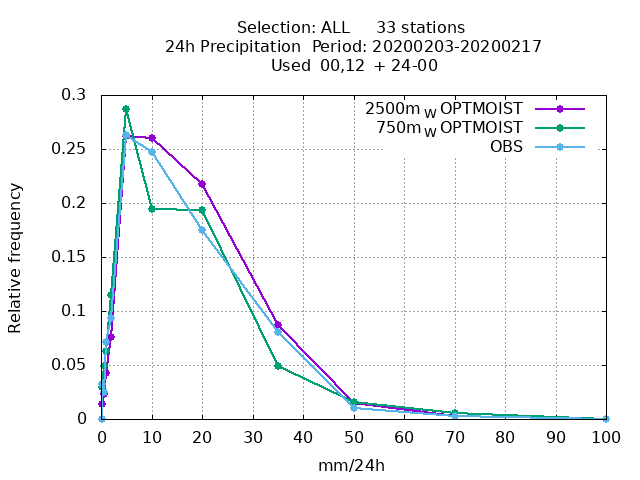 Selection: ALL 33 stations
24h Precipitation Period: 20200203-20200217
Used 00,12 + 24-00
2500m W OPTMOIST
750m W OPTMOIST
OBS
0.3
0.25
0.2
0.15
0.1
0.05
0
Relative frequency
0 10 20 30 40 50 60 70 80 90 100
mm/24h